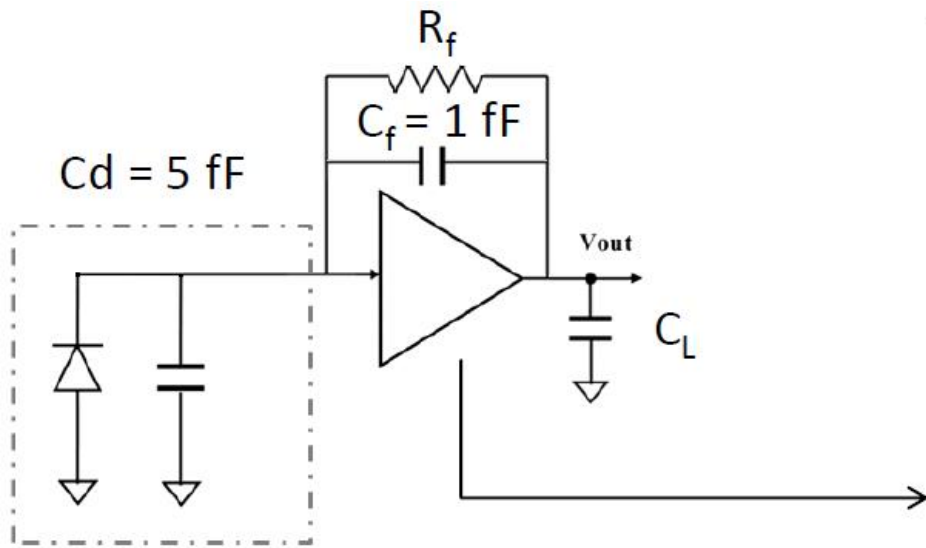 R_f
C_f = 1 fF
Cd = 5 fF
Vout
C_L